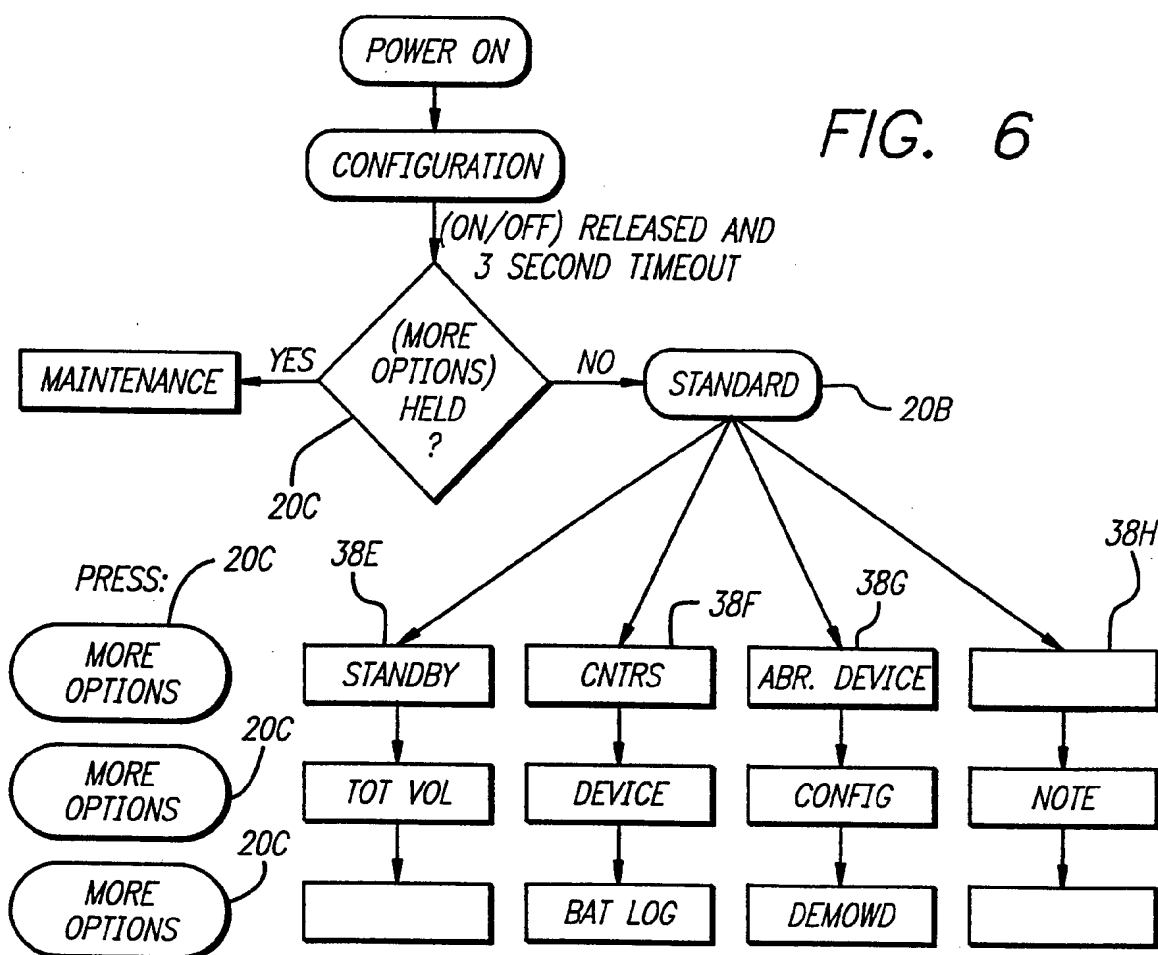 POWER ON
FIG. 6
CONFIGURATION
(ON/OFF) RELEASED AND
3 SECOND TIMEOUT
(MORE
OPTIONS)
HELD
?
YES
NO
MAINTENANCE
STANDARD
20B
20C
PRESS:
20C
38E
38F
38G
38H
MORE
OPTIONS
STANDBY
CNTRS
ABR. DEVICE
20C
MORE
OPTIONS
TOT VOL
DEVICE
CONFIG
NOTE
20C
MORE
OPTIONS
BAT LOG
DEMOWD